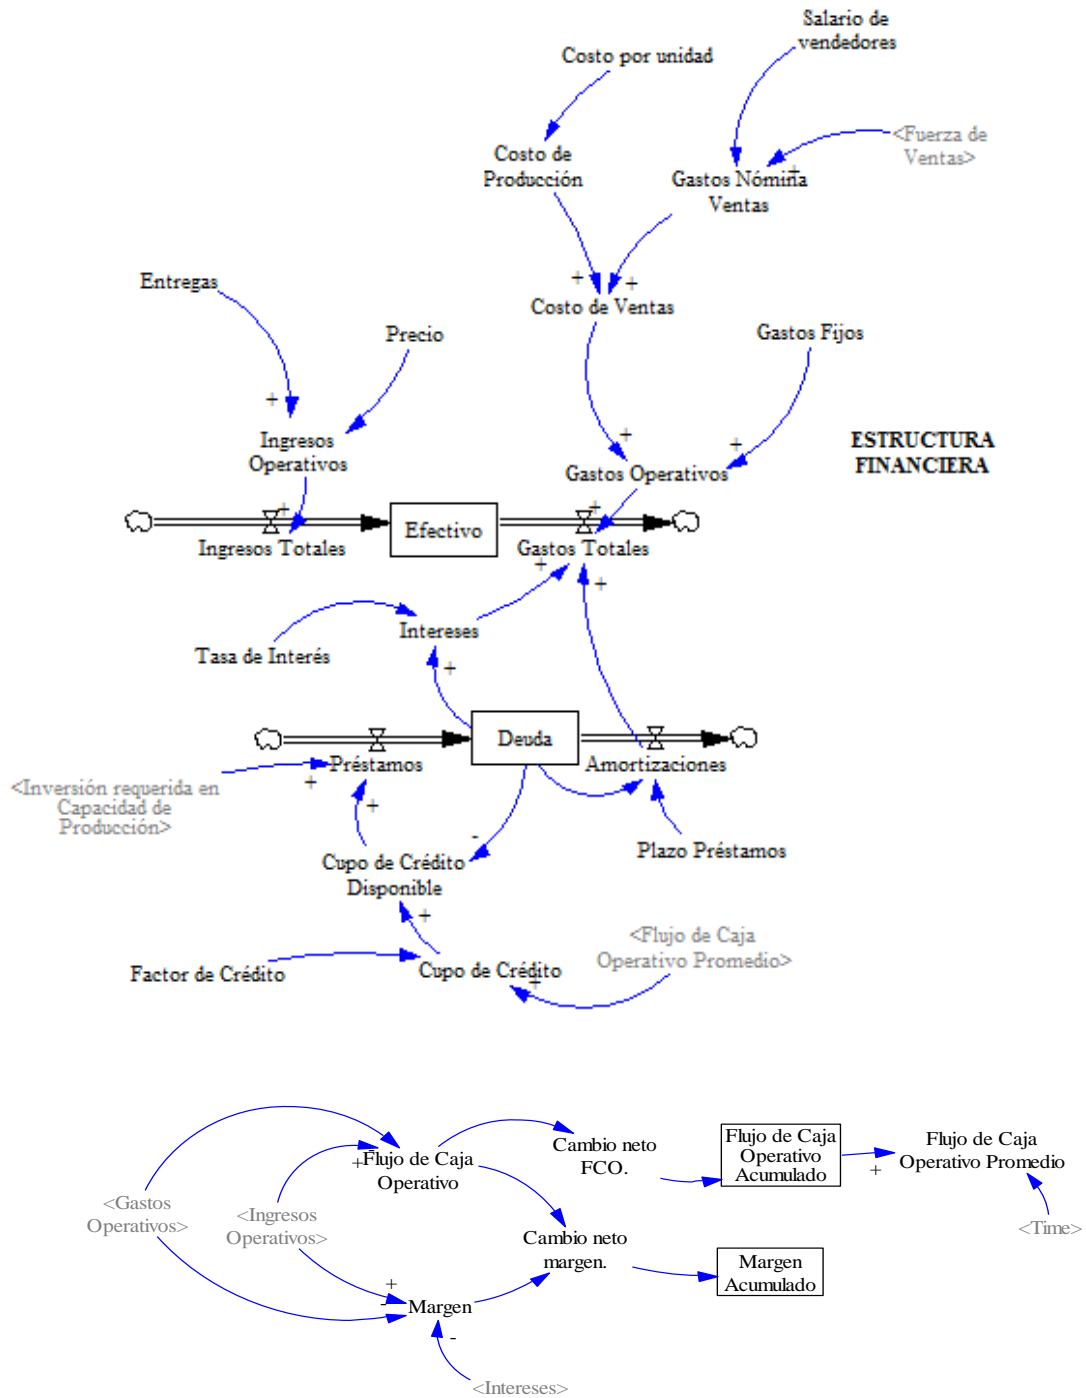 Salario de
vendedores
Costo por unidad
<Fuerza de
Ventas>
Costo de
Producción
+
Gastos Nómina
Ventas
Entregas
+
+
Costo de Ventas
Precio
Gastos Fijos
+
Ingresos
Operativos
+
+
Gastos Operativos
ESTRUCTURA
FINANCIERA
+
+
Efectivo
Ingresos Totales
Gastos Totales
+
+
Intereses
Tasa de Interés
+
Deuda
Préstamos
Amortizaciones
<Inversión requerida en
Capacidad de
Producción>
+
+
-
Plazo Préstamos
Cupo de Crédito
Disponible
+
<Flujo de Caja
Operativo Promedio>
Factor de Crédito
Cupo de Crédito
+
Cambio neto
FCO.
Flujo de Caja
Operativo
Acumulado
Flujo de Caja
Operativo Promedio
+
+
-
Flujo de Caja
Operativo
<Gastos
Operativos>
<Ingresos
Operativos>
<Time>
Cambio neto
margen.
Margen
Acumulado
+
-
Margen
-
<Intereses>